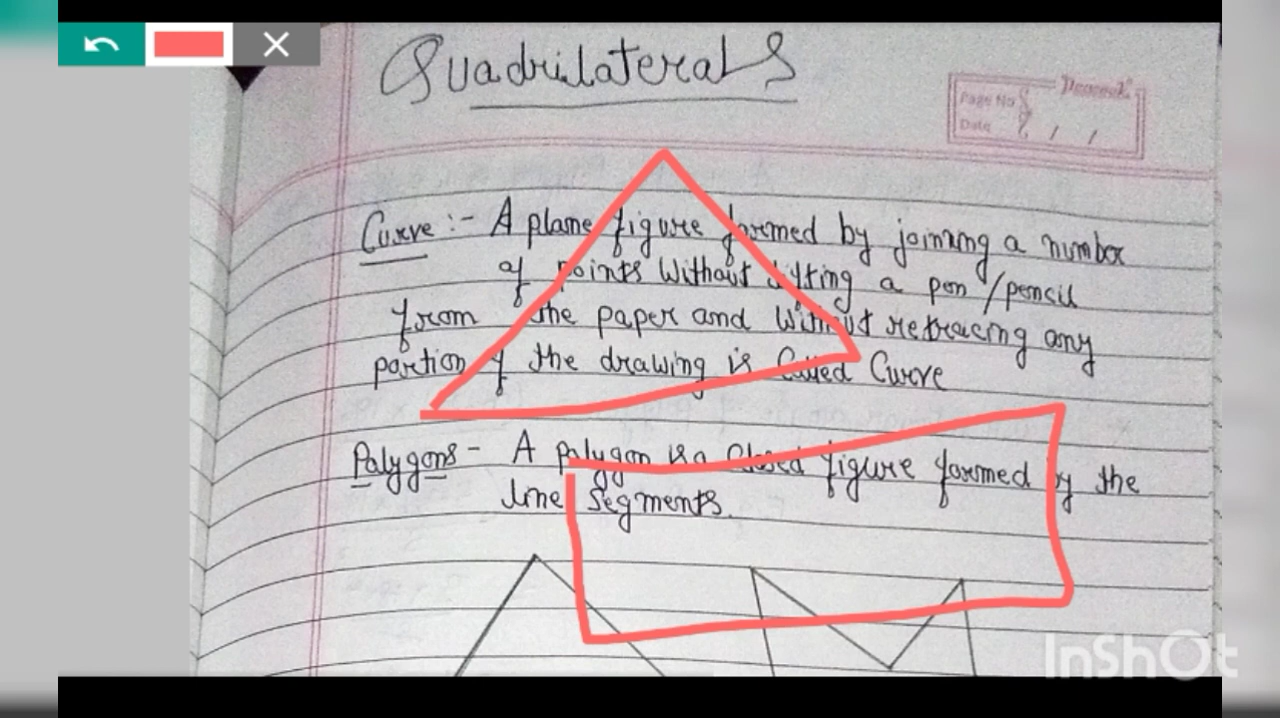 Quadrilaterals
Page No
Date
Curve :- A plane figure formed by joining a number
of points without lifting a pen/pencil
from the paper and without retracing any
portion of the drawing is called Curve
Polygons - A polygon is a closed figure formed by the
line segments.
InShOt